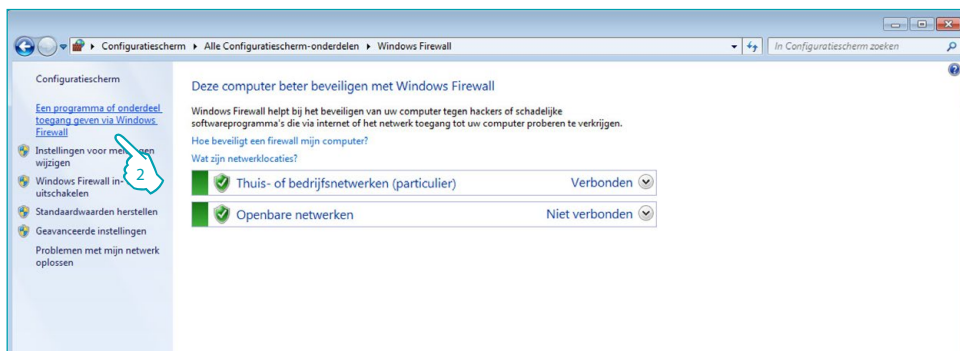 Configuratiescherm ▸ Alle Configuratiescherm-onderdelen ▸ Windows Firewall
In Configuratiescherm zoeken
Configuratiescherm
Een programma of onderdeel
toegang geven via Windows
Firewall
Instellingen voor wijzigen
Windows Firewall in-
uitschakelen
2
Standaardwaarden herstellen
Geavanceerde instellingen
Problemen met mijn netwerk
oplossen
Deze computer beter beveiligen met Windows Firewall
Windows Firewall helpt bij het beveiligen van uw computer tegen hackers of schadelijke
softwareprogramma's die via internet of het netwerk toegang tot uw computer proberen te verkrijgen.
Hoe beveiligt een firewall mijn computer?
Wat zijn netwerklocaties?
Thuis- of bedrijfsnetwerken (particulier) Verbonden
Openbare netwerken Niet verbonden